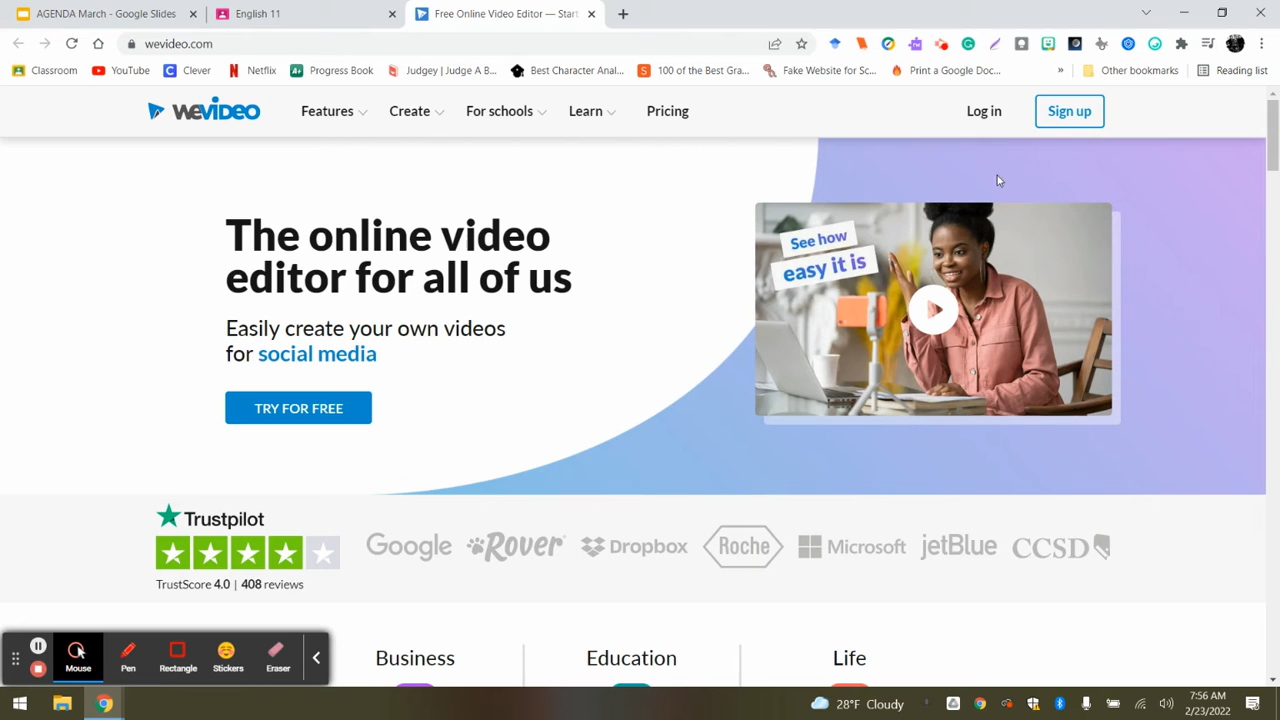 AGENDA March - Google Slides
English 11
Free Online Video Editor — Start
wevideo.com
Classroom
YouTube
Clever
Netflix
Progress Book
Judgey | Judge A B...
Best Character Anal...
100 of the Best Gra...
Fake Website for Sc...
Print a Google Doc...
»
Other bookmarks
Reading list
WEVIDEO
Features
Create
For schools
Learn
Pricing
Log in
Sign up
The online video
editor for all of us
Easily create your own videos
for social media
TRY FOR FREE
See how
easy it is
Trustpilot
TrustScore 4.0 | 408 reviews
Google
Rover
Dropbox
Roche
Microsoft
jetBlue
CCSD
Business
Education
Life
Mouse
Pen
Rectangle
Stickers
Eraser
28°F Cloudy
7:56 AM
2/23/2022